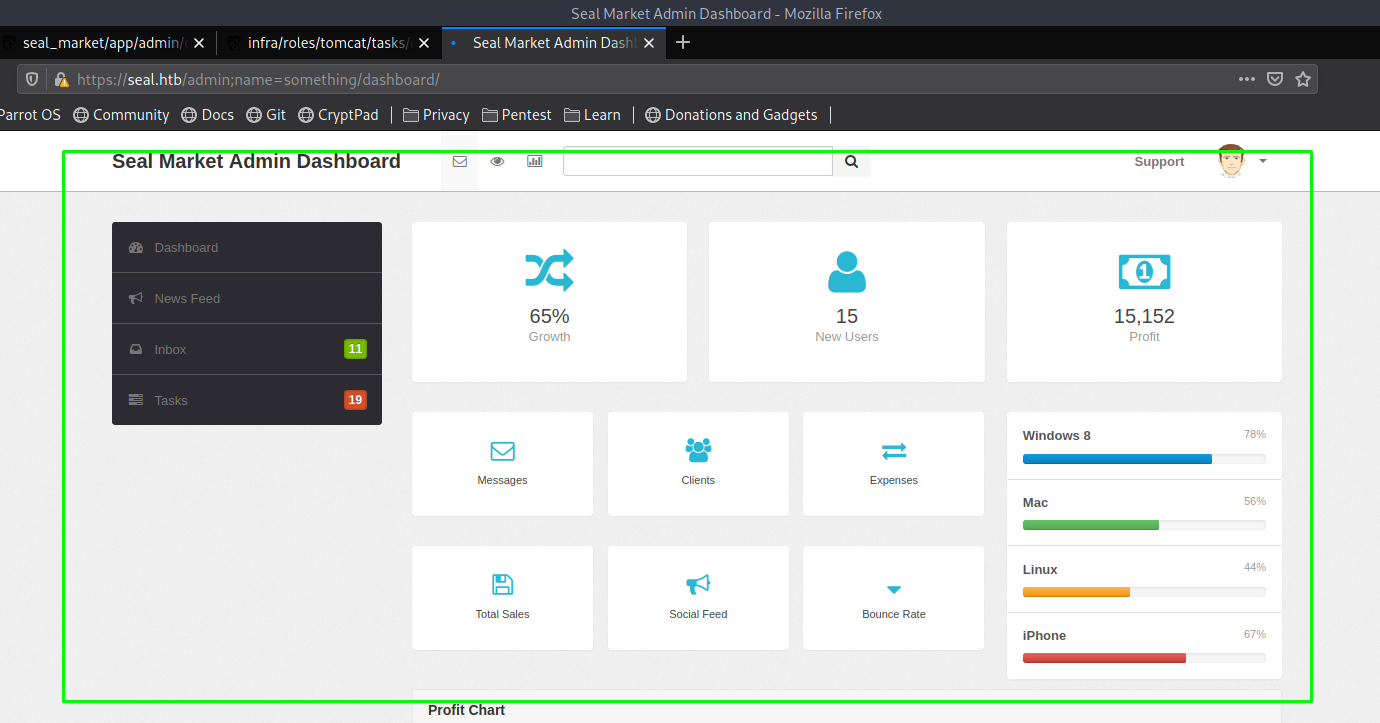 Seal Market Admin Dashboard - Mozilla Firefox
seal_market/app/admin/
infra/roles/tomcat/tasks/
Seal Market Admin Dashb
https://seal.htb/admin;name=something/dashboard/
Parrot OS Community Docs Git CryptPad Privacy Pentest Learn Donations and Gadgets
Seal Market Admin Dashboard
Support
Dashboard
News Feed
Inbox 11
Tasks 19
65%
Growth
15
New Users
1
15,152
Profit
Messages
Clients
Expenses
Total Sales
Social Feed
Bounce Rate
Windows 8 78%
Mac 56%
Linux 44%
iPhone 67%
Profit Chart